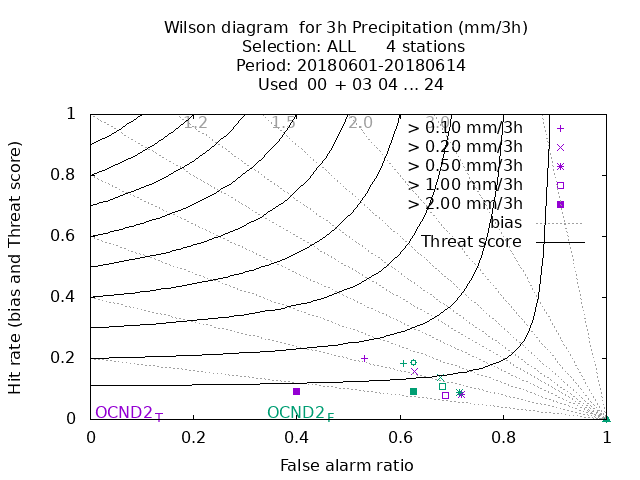 Wilson diagram for 3h Precipitation (mm/3h)
Selection: ALL 4 stations
Period: 20180601-20180614
Used 00 + 03 04 ... 24
1.2 1.5 2.0 3.0
> 0.10 mm/3h
> 0.20 mm/3h
> 0.50 mm/3h
> 1.00 mm/3h
> 2.00 mm/3h
bias
Threat score
Hit rate (bias and Threat score)
1
0.8
0.6
0.4
0.2
0
OCND2_T OCND2_F
0 0.2 0.4 0.6 0.8 1
False alarm ratio